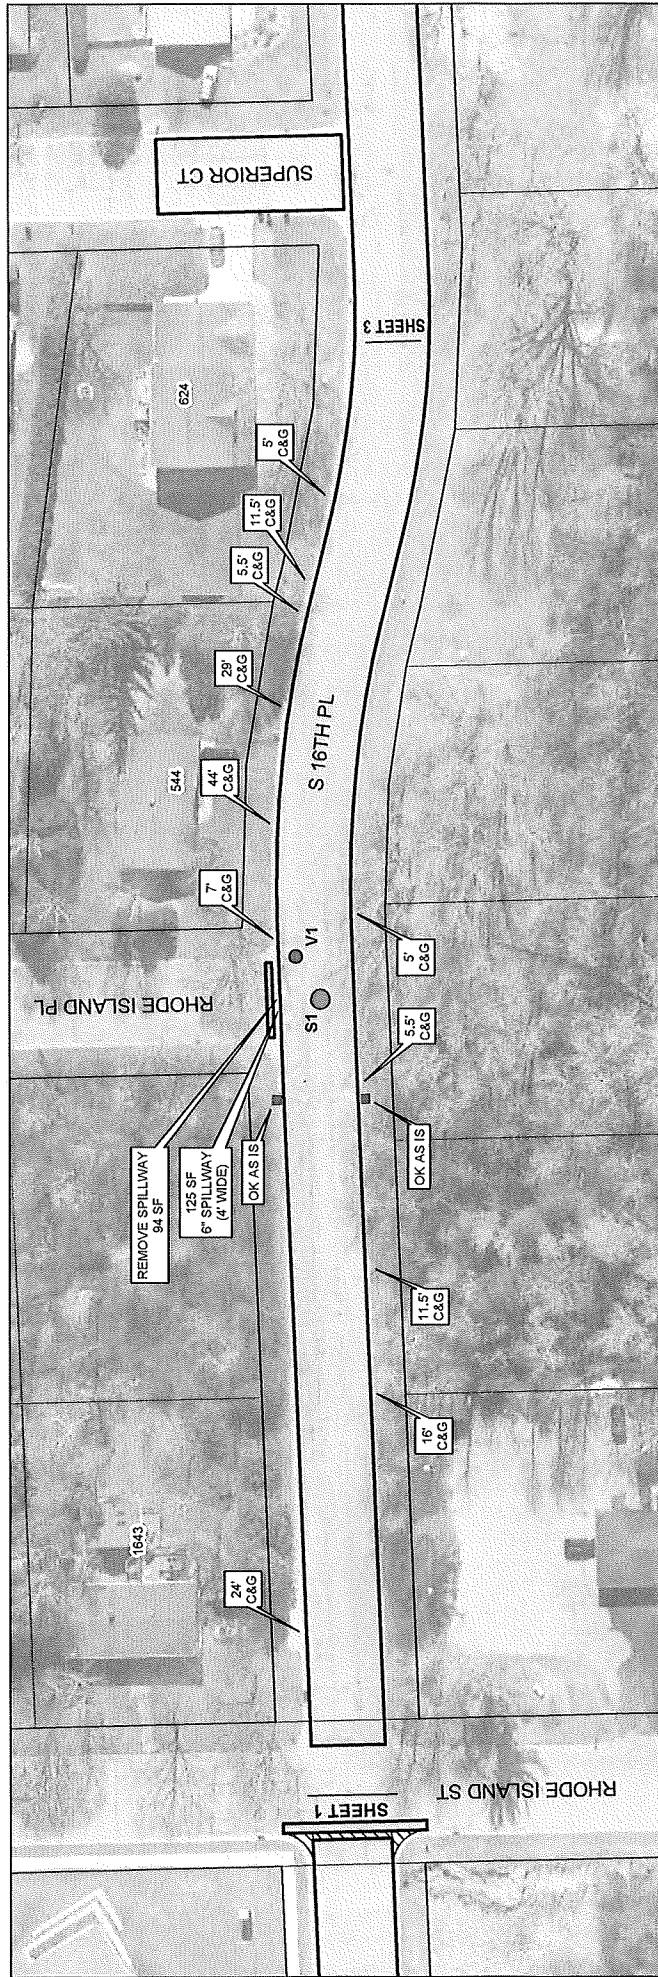 SUPERIOR CT
SHEET 3
624
5'
C&G
11.5'
C&G
5.5'
C&G
29'
C&G
S 16TH PL
544
44'
C&G
7'
C&G
V1
RHODE ISLAND PL
S1
5'
C&G
5.5'
C&G
REMOVE SPILLWAY
94 SF
125 SF
6" SPILLWAY
(4' WIDE)
OK AS IS
OK AS IS
11.5'
C&G
16'
C&G
1643
24'
C&G
SHEET 1
RHODE ISLAND ST